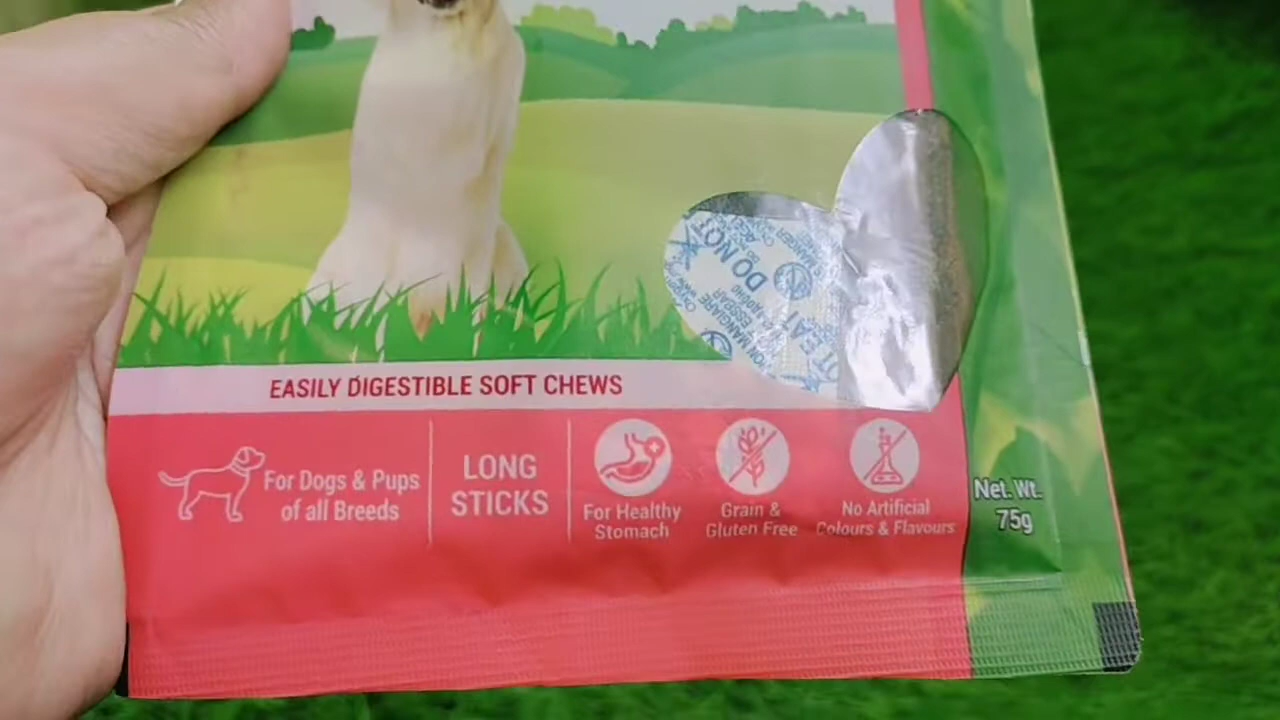 DO NOT
EAT
EASILY DIGESTIBLE SOFT CHEWS
For Dogs & Pups
of all Breeds
LONG
STICKS
For Healthy
Stomach
Grain &
Gluten Free
No Artificial
Colours & Flavours
Net. Wt.
75g